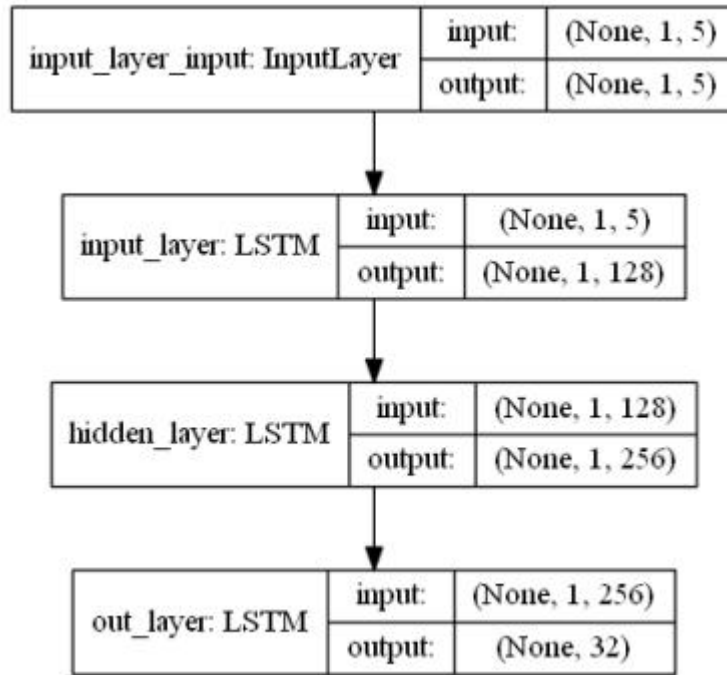 input_layer_input: InputLayer
input: (None, 1, 5)
output: (None, 1, 5)
input_layer: LSTM
input: (None, 1, 5)
output: (None, 1, 128)
hidden_layer: LSTM
input: (None, 1, 128)
output: (None, 1, 256)
out_layer: LSTM
input: (None, 1, 256)
output: (None, 32)